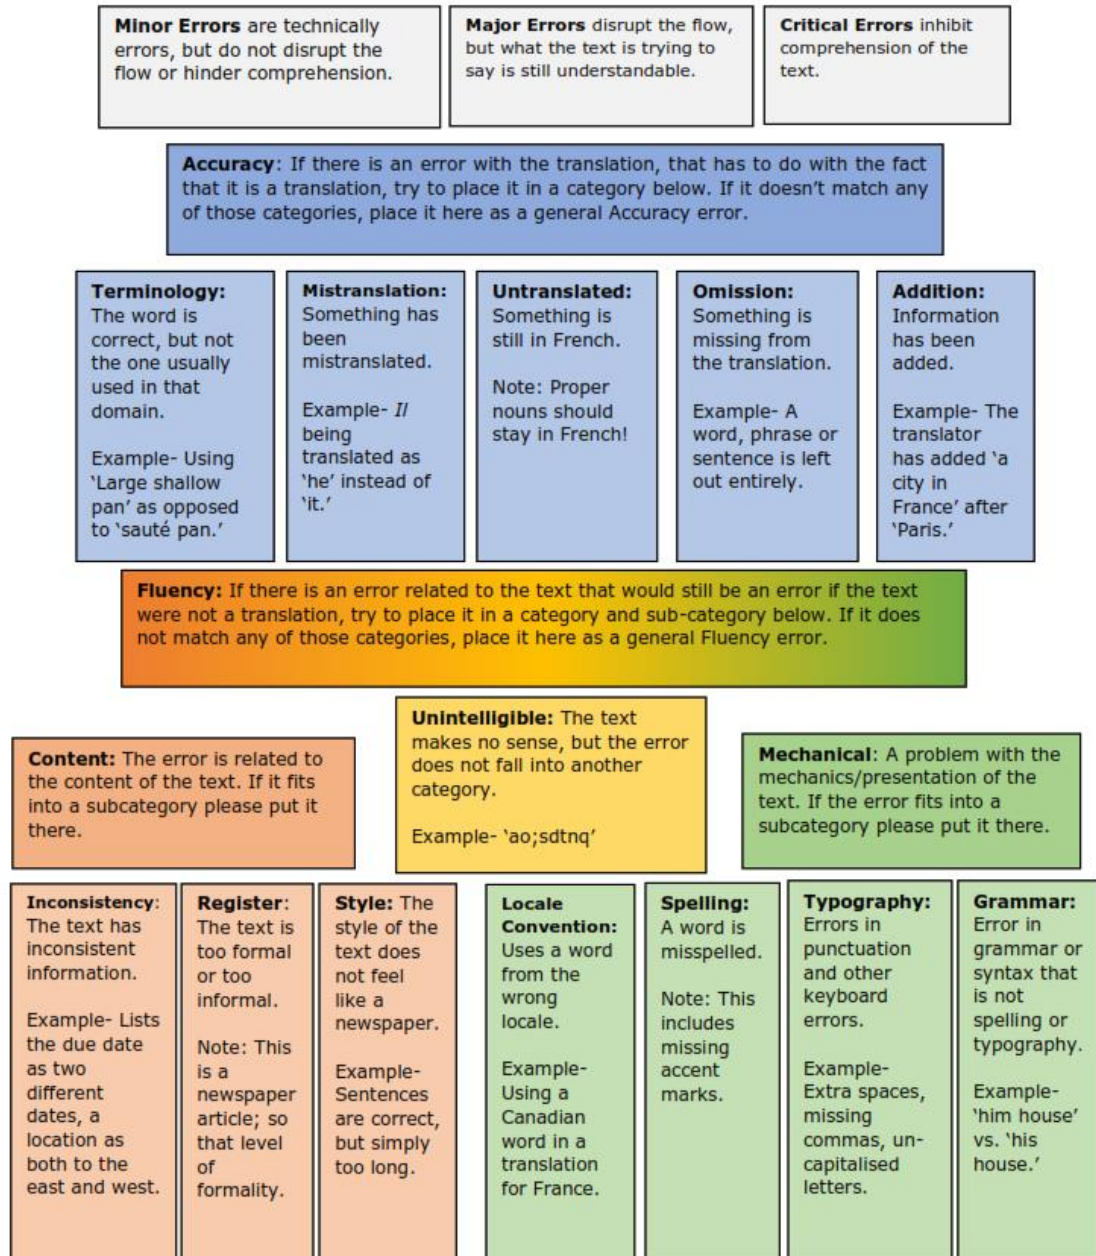 Minor Errors are technically
errors, but do not disrupt the
flow or hinder comprehension.
Major Errors disrupt the flow,
but what the text is trying to
say is still understandable.
Critical Errors inhibit
comprehension of the
text.
Accuracy: If there is an error with the translation, that has to do with the fact
that it is a translation, try to place it in a category below. If it doesn’t match any
of those categories, place it here as a general Accuracy error.
Terminology:
The word is
correct, but not
the one usually
used in that
domain.
Example- Using
‘Large shallow
pan’ as opposed
to ‘sauté pan.’
Mistranslation:
Something has
been
mistranslated.
Example- Il
being
translated as
‘he’ instead of
‘it.’
Untranslated:
Something is
still in French.
Note: Proper
nouns should
stay in French!
Omission:
Something is
missing from
the translation.
Example- A
word, phrase or
sentence is left
out entirely.
Addition:
Information
has been
added.
Example- The
translator
has added ‘a
city in
France’ after
‘Paris.’
Fluency: If there is an error related to the text that would still be an error if the text
were not a translation, try to place it in a category and sub-category below. If it does
not match any of those categories, place it here as a general Fluency error.
Content: The error is related to
the content of the text. If it fits
into a subcategory please put it
there.
Unintelligible: The text
makes no sense, but the error
does not fall into another
category.
Example- ‘ao;sdtnq’
Mechanical: A problem with the
mechanics/presentation of the
text. If the error fits into a
subcategory please put it there.
Inconsistency:
The text has
inconsistent
information.
Example- Lists
the due date
as two
different
dates, a
location as
both to the
east and west.
Register:
The text is
too formal
or too
informal.
Note: This
is a
newspaper
article; so
that level of
formality.
Style: The
style of the
text does
not feel
like a
newspaper.
Example-
Sentences
are correct,
but simply
too long.
Locale
Convention:
Uses a word
from the
wrong
locale.
Example-
Using a
Canadian
word in a
translation
for France.
Spelling:
A word is
misspelled.
Note: This
includes
missing
accent
marks.
Typography:
Errors in
punctuation
and other
keyboard
errors.
Example-
Extra spaces,
missing
commas, un-
capitalised
letters.
Grammar:
Error in
grammar or
syntax that
is not
spelling or
typography.
Example-
‘him house’
vs. ‘his
house.’